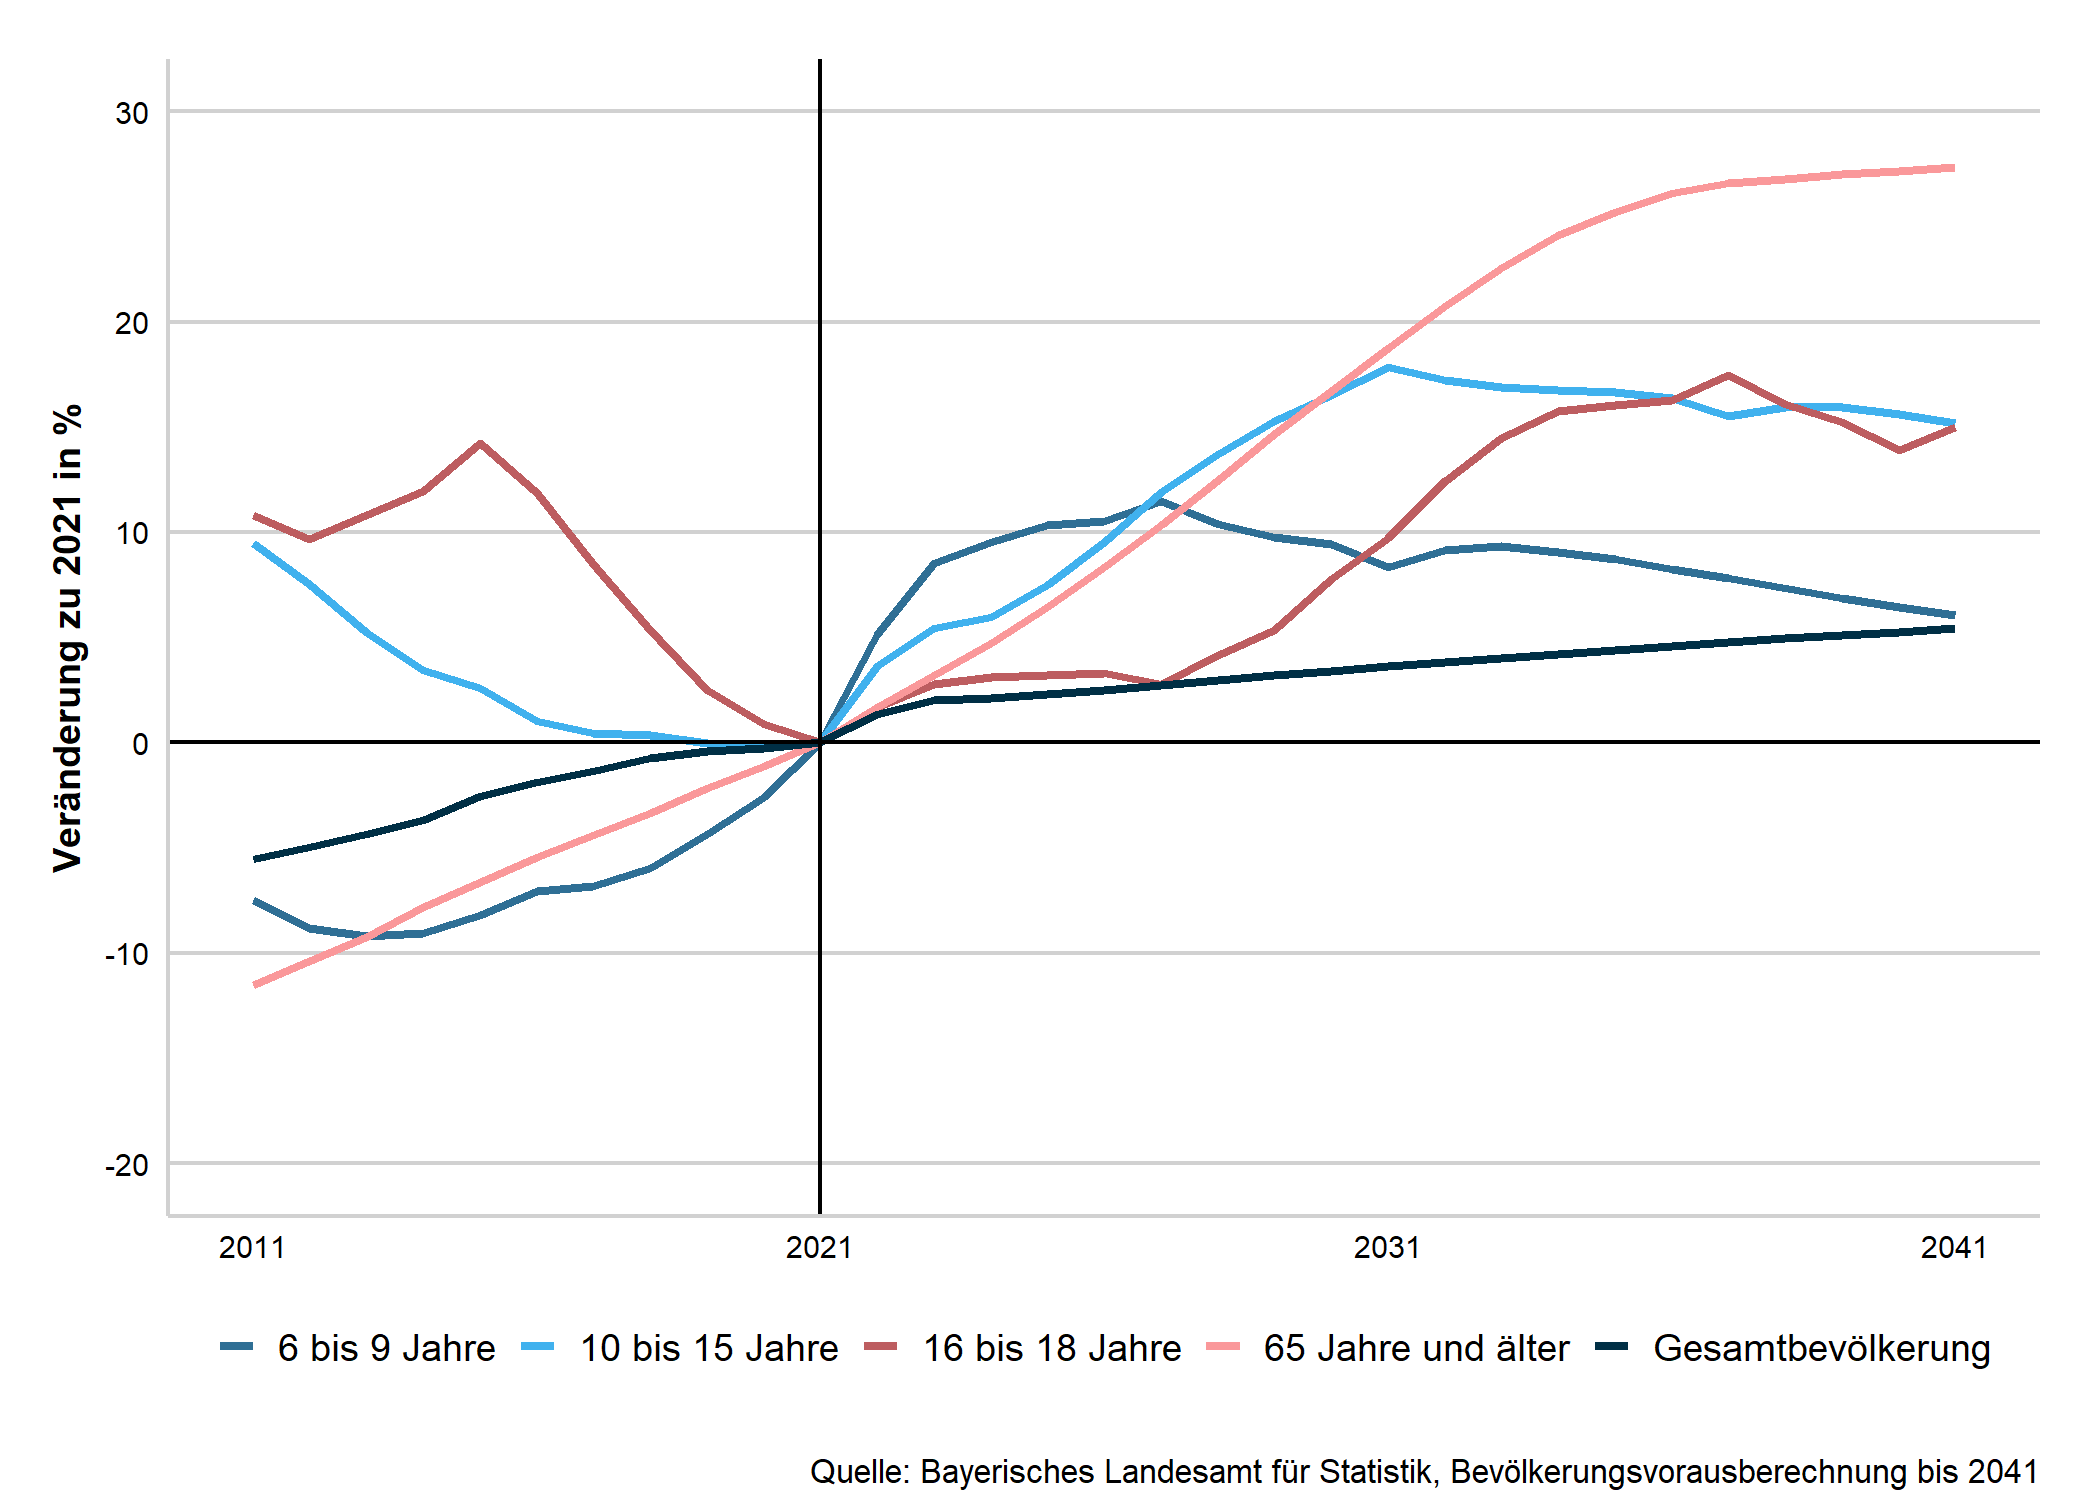 Veränderung zu 2021 in %
30
20
10
0
-10
-20
2011 2021 2031 2041
6 bis 9 Jahre 10 bis 15 Jahre 16 bis 18 Jahre 65 Jahre und älter Gesamtbevölkerung
Quelle: Bayerisches Landesamt für Statistik, Bevölkerungsvorausberechnung bis 2041